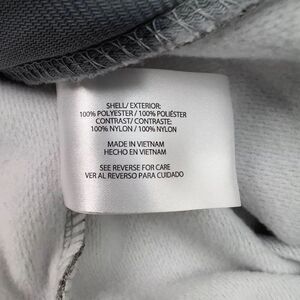 SHELL/ EXTERIOR:
100% POLYESTER / 100% POLIÉSTER
CONTRAST/ CONTRASTE:
100% NYLON / 100% NYLON
MADE IN VIETNAM
HECHO EN VIETNAM
SEE REVERSE FOR CARE
VER AL REVERSO PARA CUIDADO